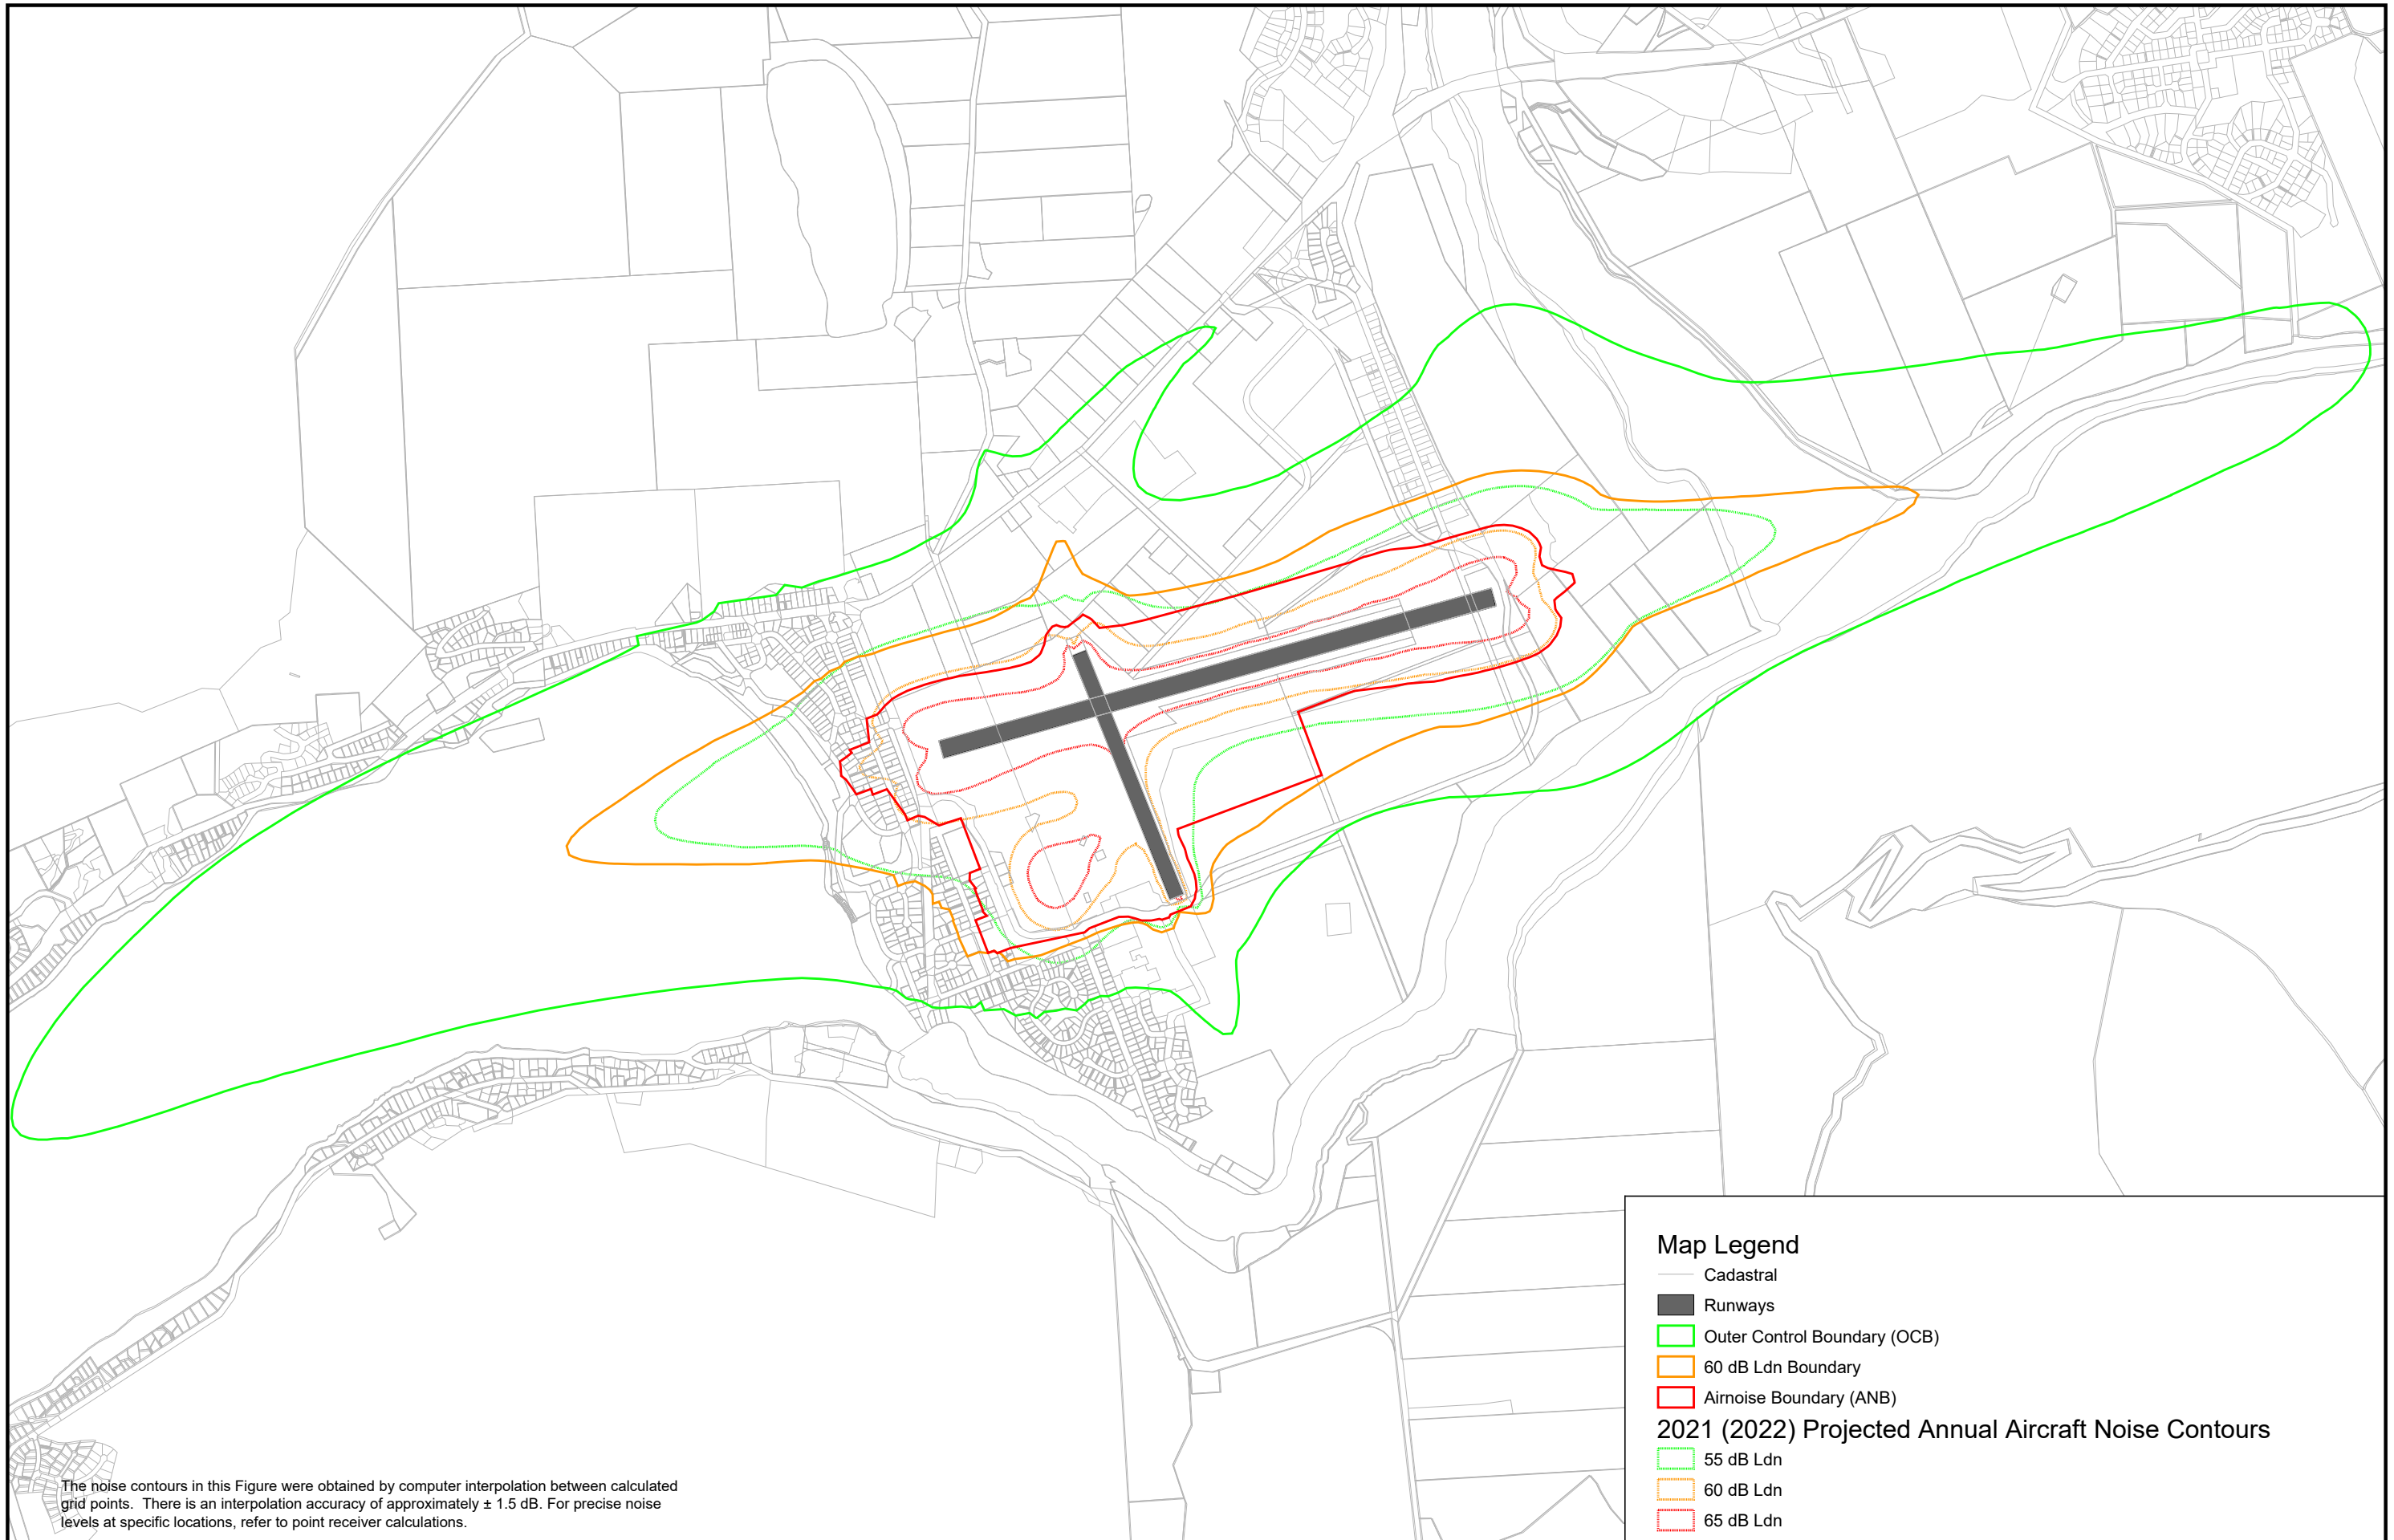 Map Legend
Cadastral
Runways
Outer Control Boundary (OCB)
60 dB Ldn Boundary
Airnoise Boundary (ANB)
2021 (2022) Projected Annual Aircraft Noise Contours
55 dB Ldn
60 dB Ldn
65 dB Ldn
The noise contours in this Figure were obtained by computer interpolation between calculated
grid points.  There is an interpolation accuracy of approximately ± 1.5 dB. For precise noise
levels at specific locations, refer to point receiver calculations.